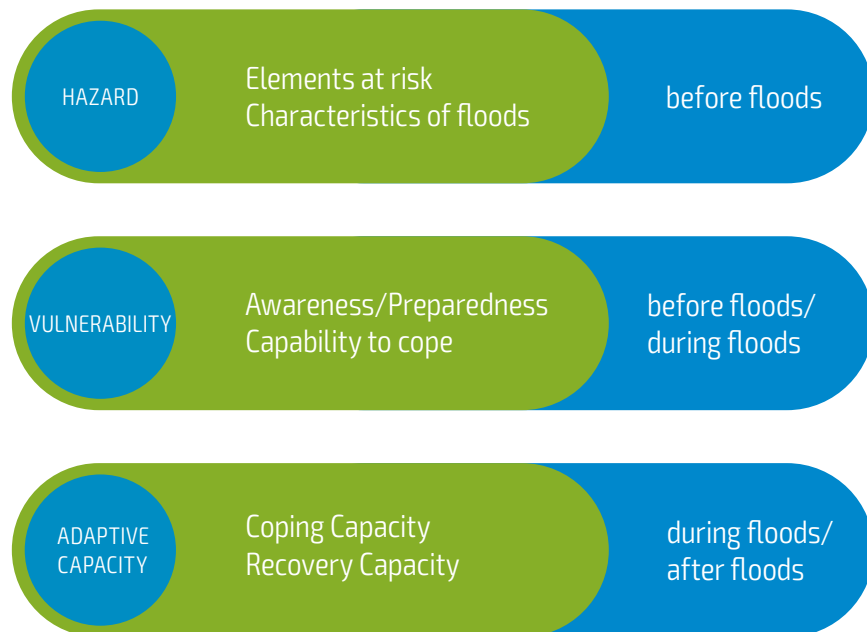 HAZARD
Elements at risk
Characteristics of floods
before floods
VULNERABILITY
Awareness/Preparedness
Capability to cope
before floods/
during floods
ADAPTIVE
CAPACITY
Coping Capacity
Recovery Capacity
during floods/
after floods